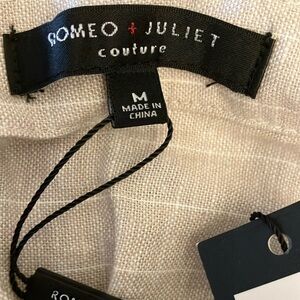 ROMEO + JULIET
couture
M
MADE IN
CHINA